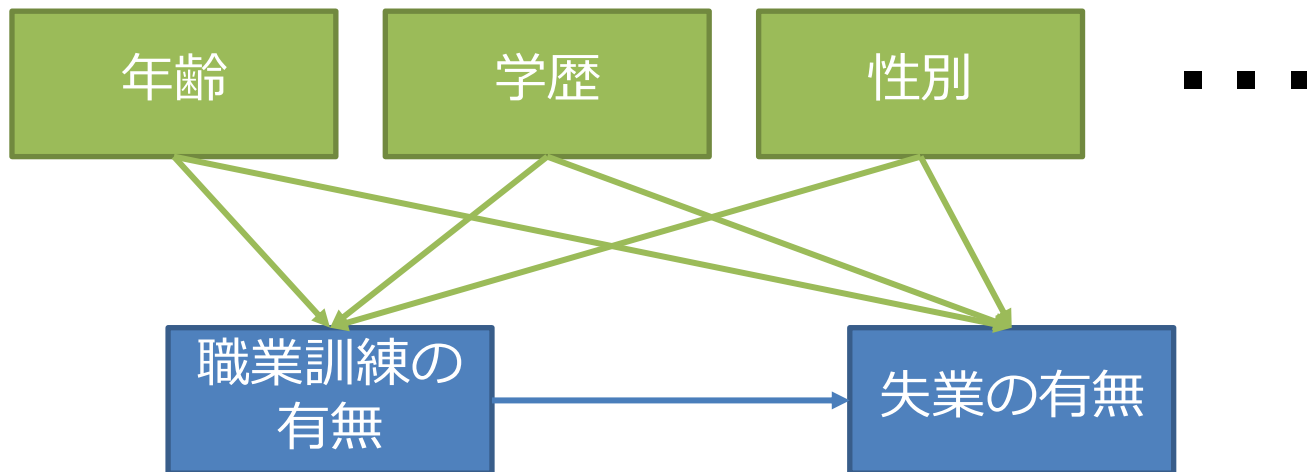 年齢
学歴
性別
・・・
職業訓練の
有無
失業の有無